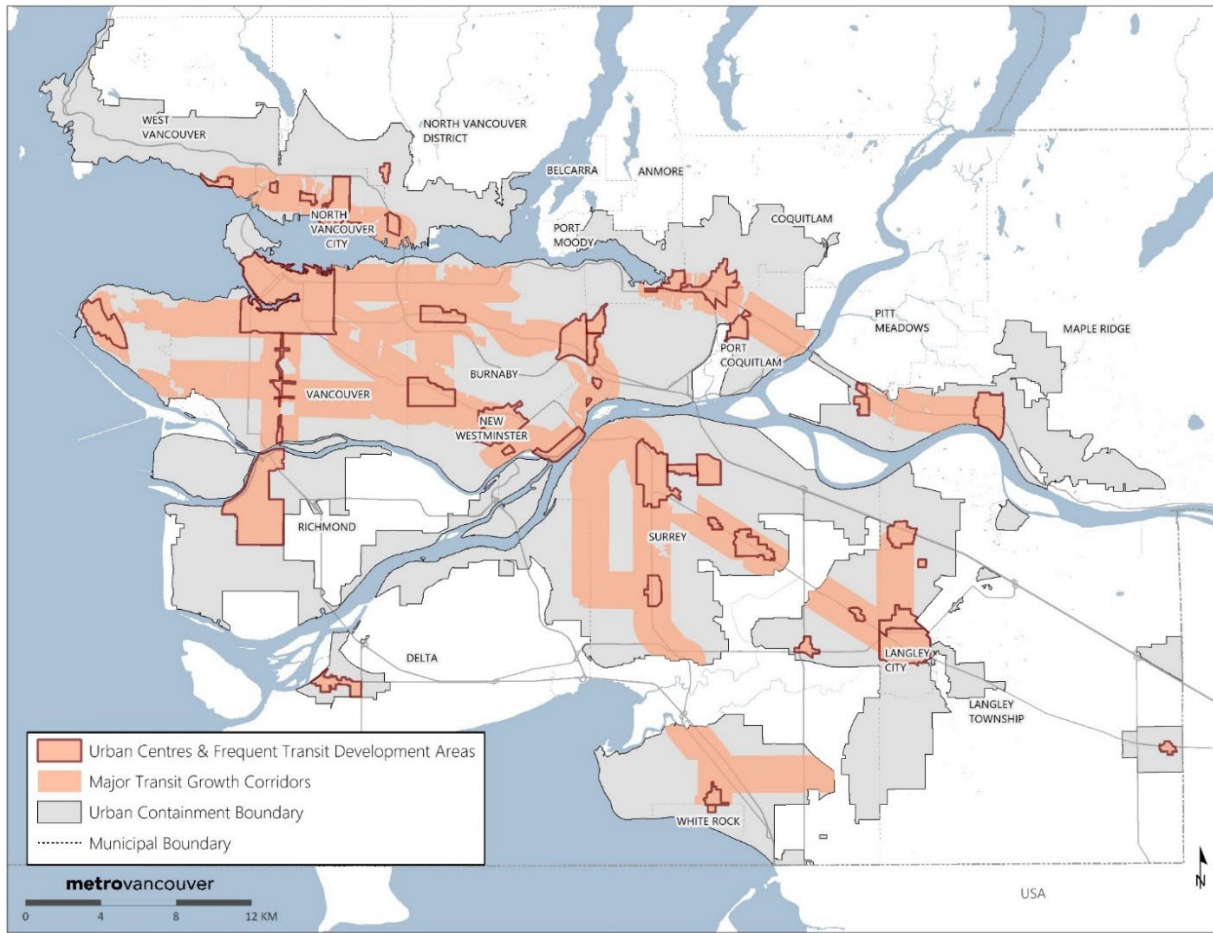 WEST
VANCOUVER
NORTH VANCOUVER
DISTRICT
BELCARRA
ANMORE
NORTH
VANCOUVER
CITY
PORT
MOODY
COQUITLAM
PITT
MEADOWS
MAPLE RIDGE
PORT
COQUITLAM
BURNABY
VANCOUVER
NEW
WESTMINSTER
RICHMOND
SURREY
DELTA
LANGLEY
CITY
LANGLEY
TOWNSHIP
WHITE ROCK
Urban Centres & Frequent Transit Development Areas
Major Transit Growth Corridors
Urban Containment Boundary
Municipal Boundary
metrovancouver
0 4 8 12 KM
USA
N